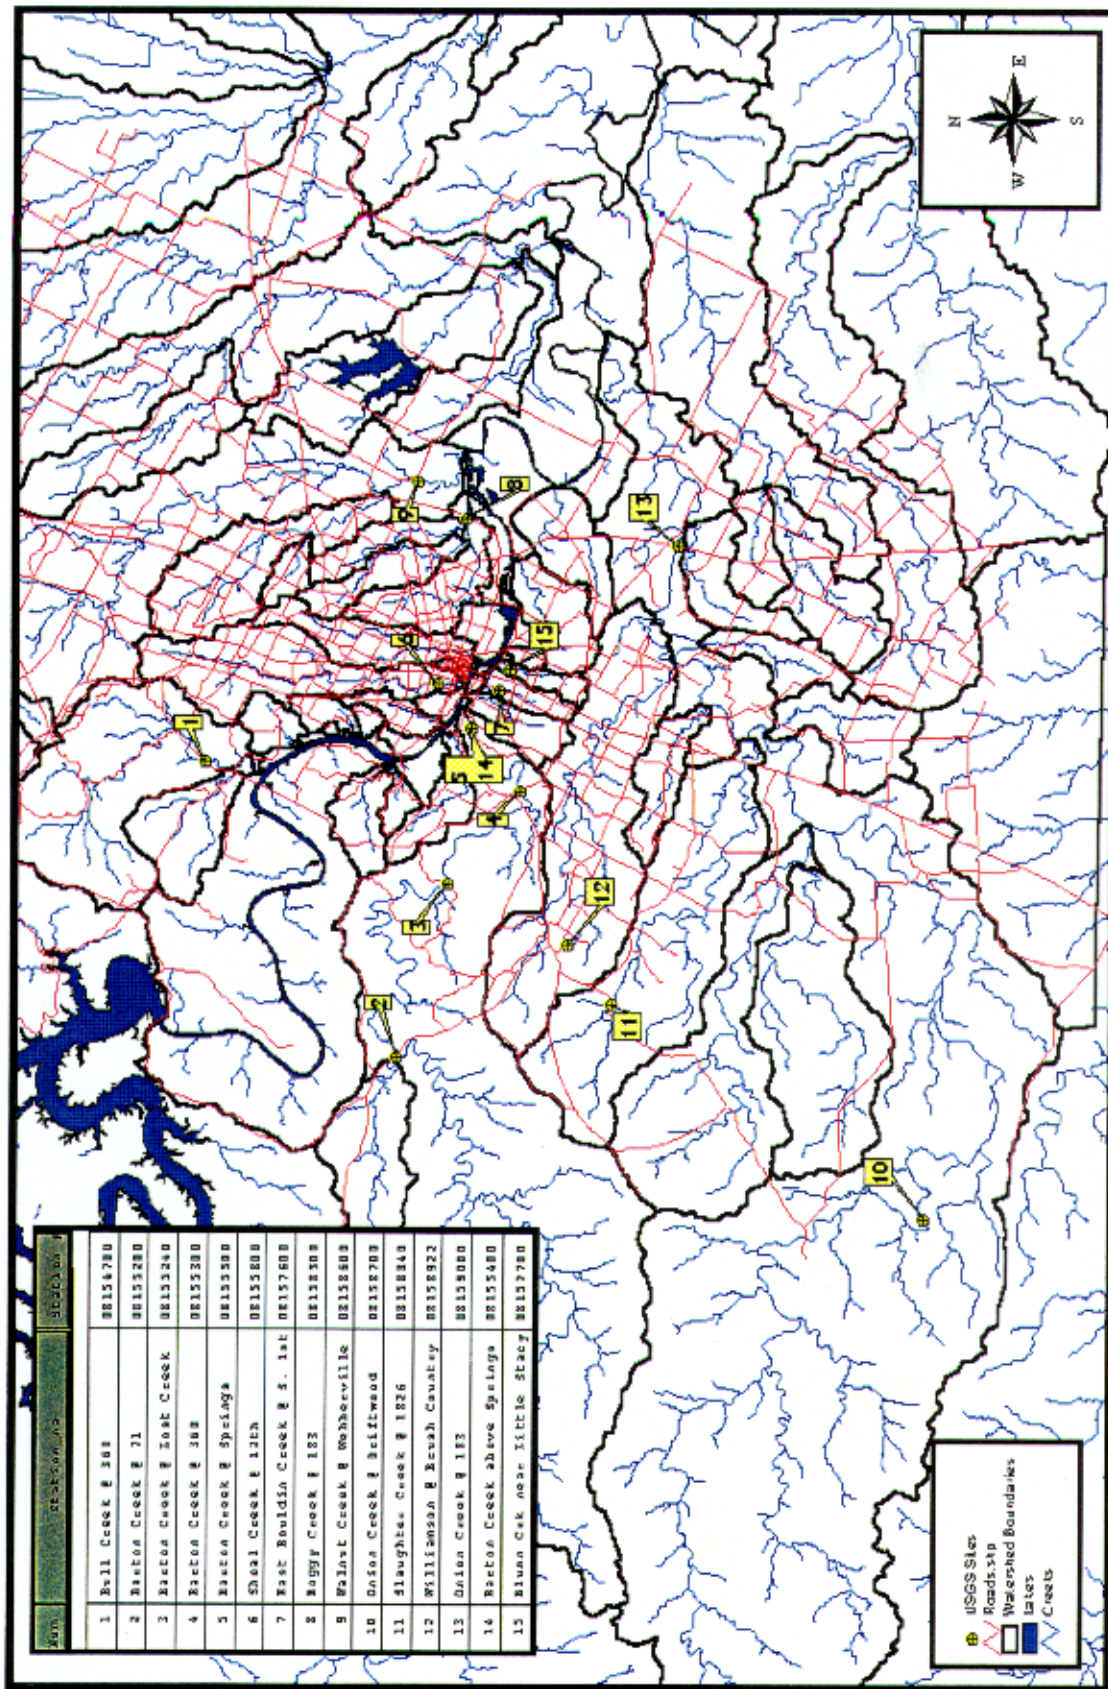 Num Station_na Station
1 Bull Creek @ 360 08154700
2 Barton Creek @ 71 08155200
3 Barton Creek @ Lost Creek 08155240
4 Barton Creek @ 360 08155300
5 Barton Creek @ Springs 08155500
6 Shoal Creek @ 12th 08155800
7 East Bouldin Creek @ S. 1st 08157600
8 Boggy Creek @ 183 08158500
9 Walnut Creek @ Webberville 08158600
10 Onion Creek @ Driftwood 08158700
11 Slaughter Creek @ 1826 08158840
12 Williamson @ Brush Country 08158922
13 Onion Creek @ 183 08159000
14 Barton Creek above Springs 08155400
15 Blunn Crk near Little Stacy 08157700
1
2
3
4
5
14
6
7
15
8
9
10
11
12
13
USGS Sites
Roads.shp
Watershed Boundaries
Lakes
Creeks
N
W
E
S